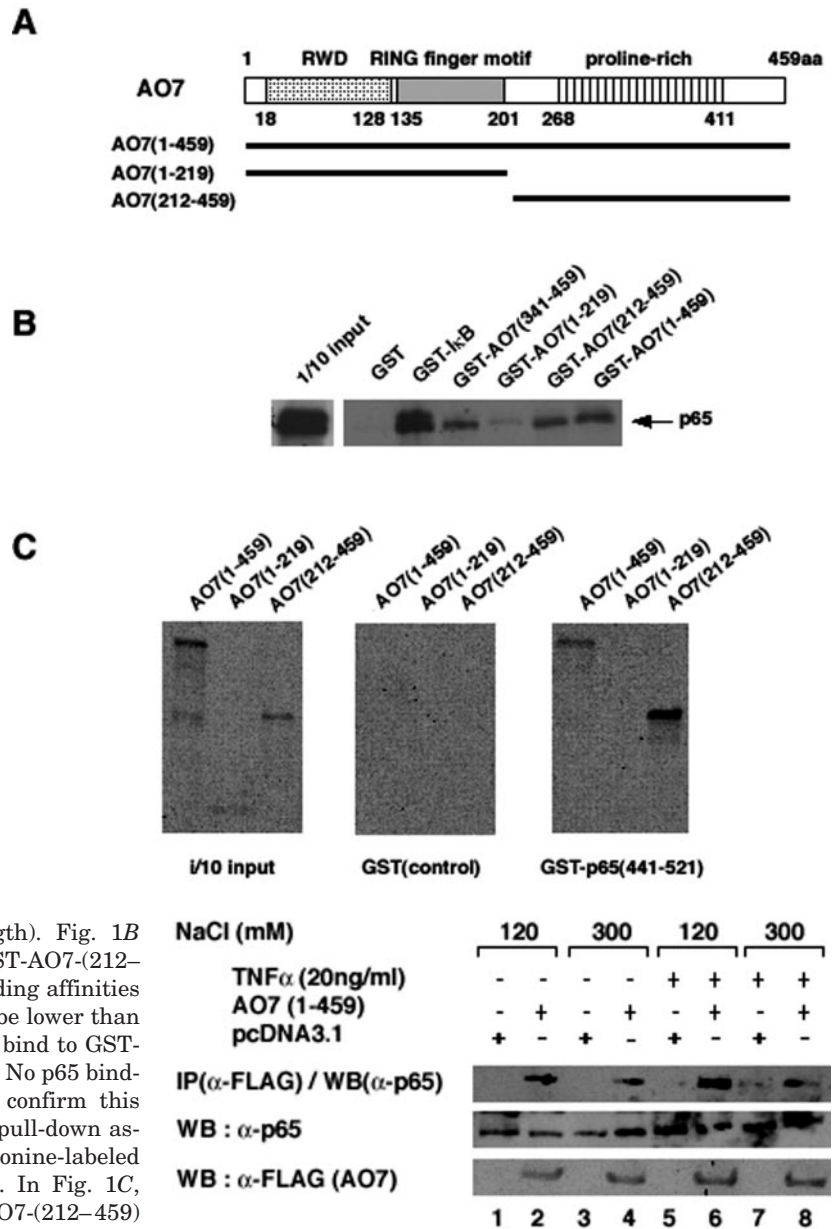 A
1 RWD RING finger motif proline-rich 459aa
AO7
18 128 135 201 268 411
AO7(1-459)
AO7(1-219)
AO7(212-459)
B
1/10 input GST GST-IκB GST-AO7(341-459) GST-AO7(1-219) GST-AO7(212-459) GST-AO7(1-459)
p65
C
AO7(1-459) AO7(1-219) AO7(212-459) AO7(1-459) AO7(1-219) AO7(212-459) AO7(1-459) AO7(1-219) AO7(212-459)
i/10 input GST(control) GST-p65(441-521)
gth). Fig. 1B
ST-AO7-(212–
ding affinities
be lower than
bind to GST-
No p65 bind-
confirm this
pull-down as-
onine-labeled
. In Fig. 1C,
O7-(212–459)
NaCl (mM) 120 300 120 300
TNFα (20ng/ml) - - - - + + + +
AO7 (1-459) - + - + - + - +
pcDNA3.1 + - + - + - + -
IP(α-FLAG) / WB(α-p65)
WB : α-p65
WB : α-FLAG (AO7)
1 2 3 4 5 6 7 8